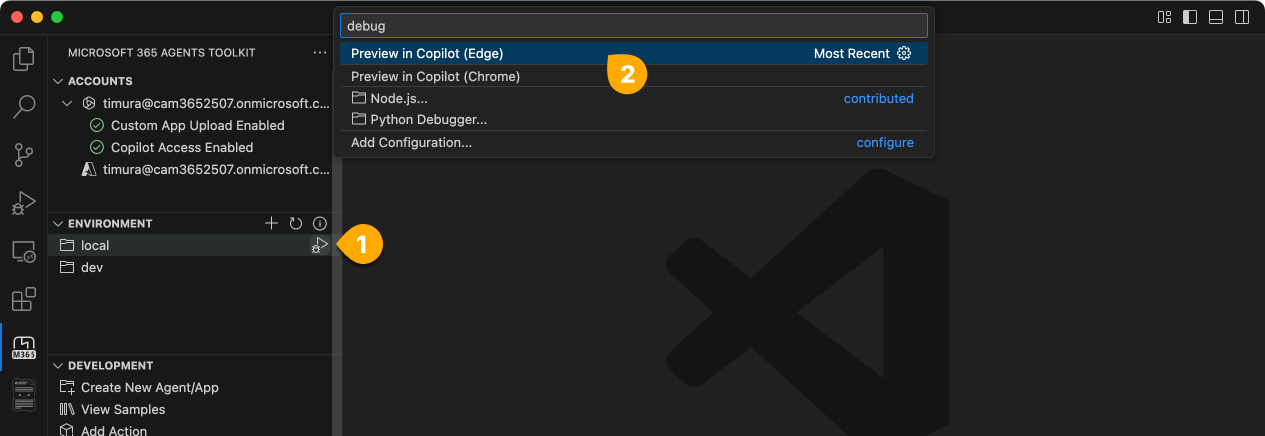 debug
Preview in Copilot (Edge) Most Recent
Preview in Copilot (Chrome)
Node.js... contributed
Python Debugger...
Add Configuration... configure
2
MICROSOFT 365 AGENTS TOOLKIT ...
ACCOUNTS
timura@cam3652507.onmicrosoft.c...
Custom App Upload Enabled
Copilot Access Enabled
timura@cam3652507.onmicrosoft.c...
ENVIRONMENT
local
1
dev
M365
DEVELOPMENT
Create New Agent/App
View Samples
Add Action